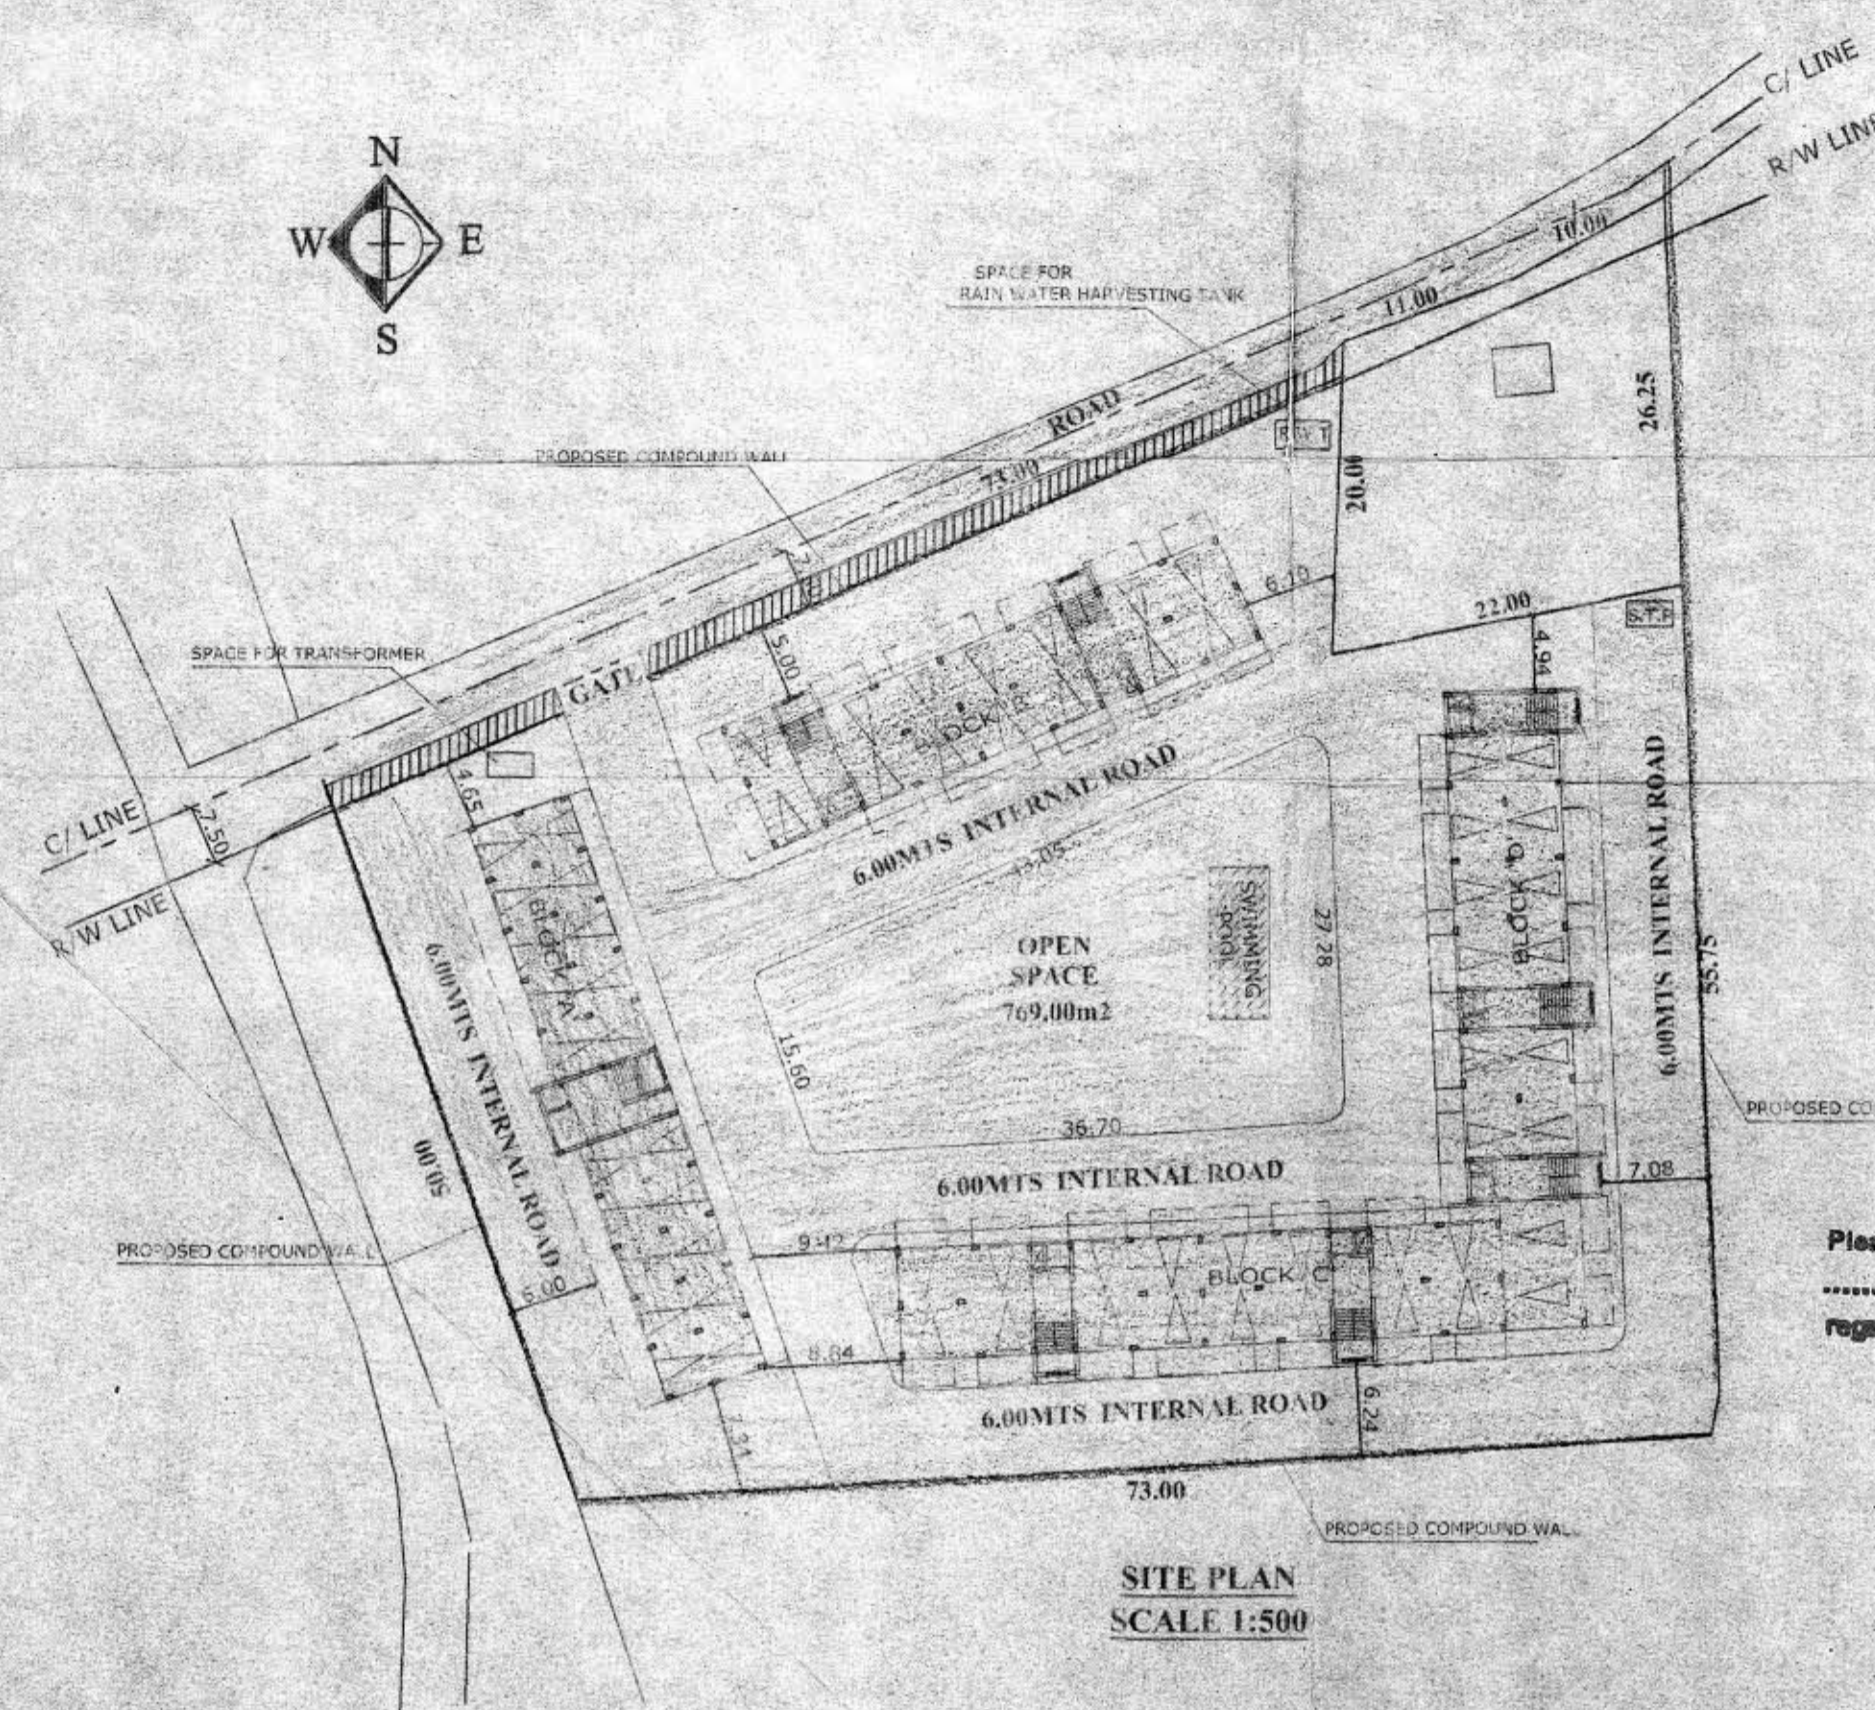 C/ LINE
R/W LINE
N
W
E
S
10.00
SPACE FOR
RAIN WATER HARVESTING TANK
11.00
ROAD
26.25
PROPOSED COMPOUND WALL
73.00
20.00
6.10
22.00
S.T.P
SPACE FOR TRANSFORMER
GATE
5.00
4.94
BLOCK
4.65
C/ LINE
7.50
6.00MTS INTERNAL ROAD
R/W LINE
BLOCK 'A'
SWIMMING
POOL
27.28
BLOCK 'D'
6.00MTS INTERNAL ROAD
55.75
OPEN
SPACE
769.00m2
6.00MTS INTERNAL ROAD
15.60
36.70
PROPOSED CO
50.00
6.00MTS INTERNAL ROAD
7.08
PROPOSED COMPOUND WALL
9.42
BLOCK 'C'
6.00
8.84
6.00MTS INTERNAL ROAD
6.24
7.31
73.00
PROPOSED COMPOUND WALL
SITE PLAN
SCALE 1:500
Plea
rega